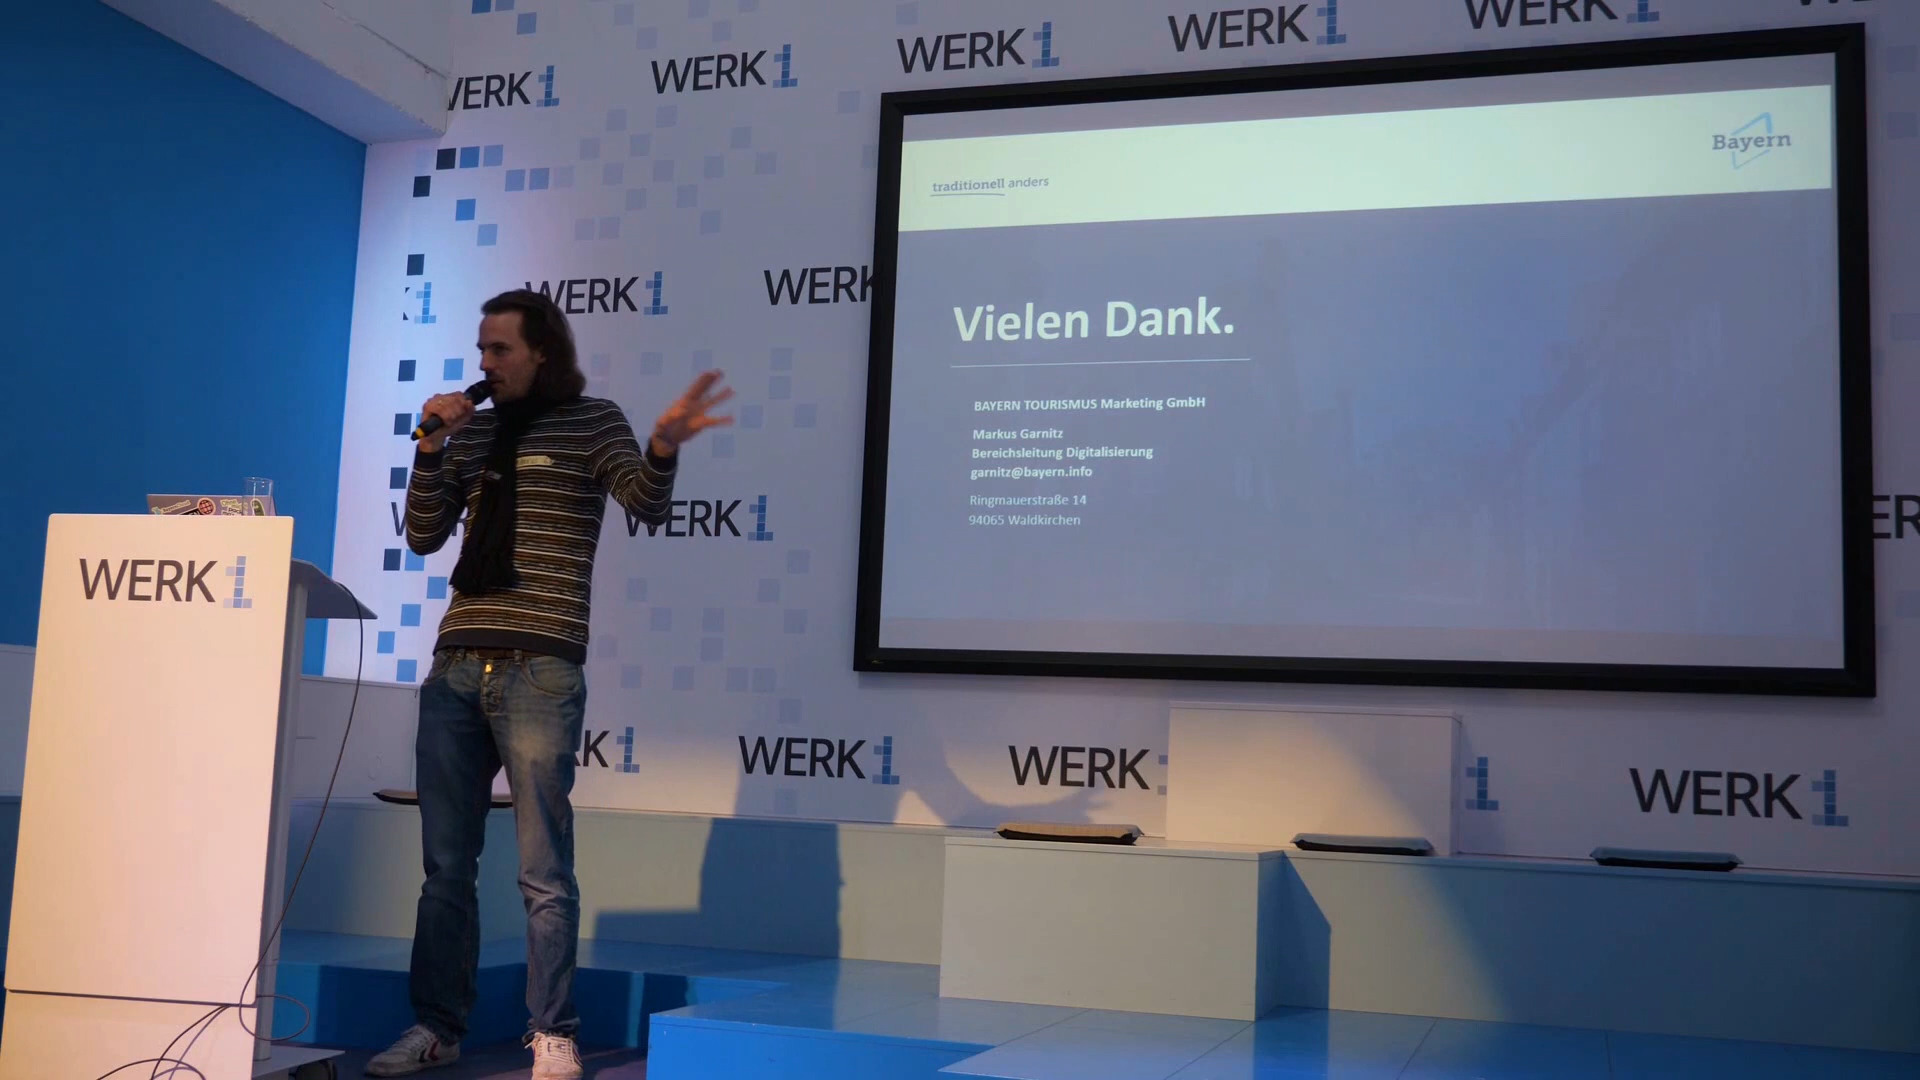 WERK1
WERK1
WERK1
WERK
WERK1
WERK
WERK1
WERK1
WERK1
WERK
WERK1
Bayern
traditionell anders
Vielen Dank.
BAYERN TOURISMUS Marketing GmbH
Markus Garnitz
Bereichsleitung Digitalisierung
garnitz@bayern.info
Ringmauerstraße 14
94065 Waldkirchen
WERK1